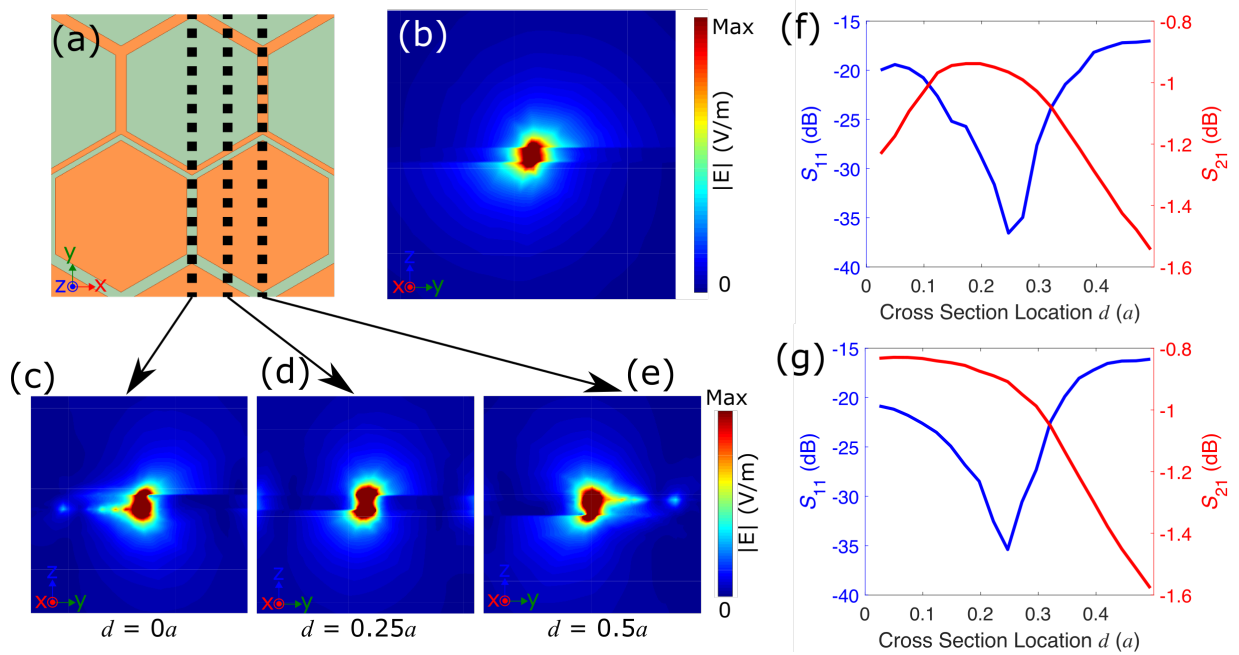 (a)
y
z
x
(b)
z
x
y
Max
|E| (V/m)
0
(c)
z
x
y
d = 0a
(d)
z
x
y
d = 0.25a
(e)
z
x
y
d = 0.5a
Max
|E| (V/m)
0
(f)
-15
-20
-25
-30
-35
-40
S11 (dB)
-0.8
-1
-1.2
-1.4
-1.6
S21 (dB)
0 0.1 0.2 0.3 0.4
Cross Section Location d (a)
(g)
-15
-20
-25
-30
-35
-40
S11 (dB)
-0.8
-1
-1.2
-1.4
-1.6
S21 (dB)
0 0.1 0.2 0.3 0.4
Cross Section Location d (a)